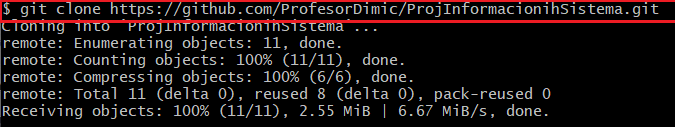 $ git clone https://github.com/ProfesorDimic/ProjInformacionihSistema.git
Cloning into 'ProjInformacionihSistema'...
remote: Enumerating objects: 11, done.
remote: Counting objects: 100% (11/11), done.
remote: Compressing objects: 100% (6/6), done.
remote: Total 11 (delta 0), reused 8 (delta 0), pack-reused 0
Receiving objects: 100% (11/11), 2.55 MiB | 6.67 MiB/s, done.